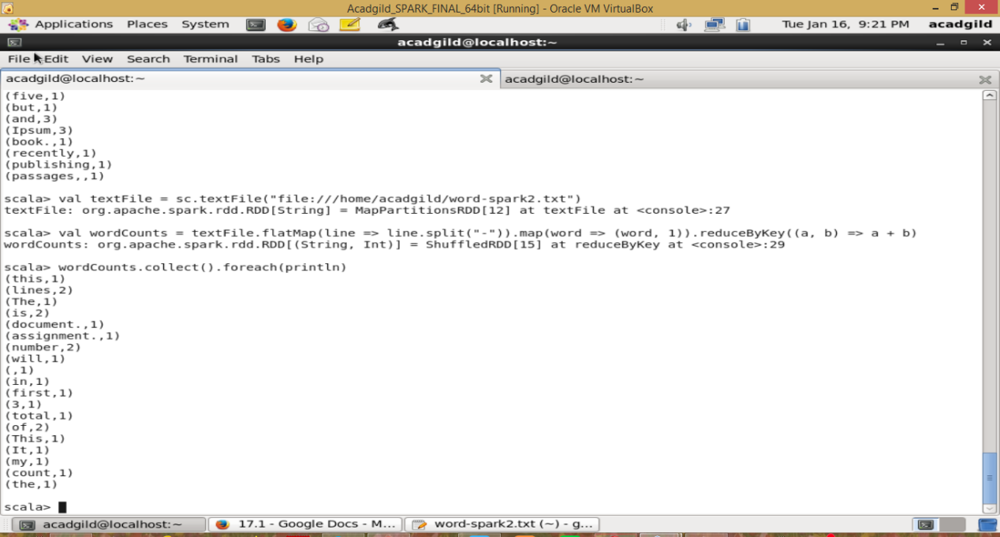 Acadgild_SPARK_FINAL_64bit [Running] - Oracle VM VirtualBox
Applications Places System Tue Jan 16, 9:21 PM acadgild
acadgild@localhost:~
File Edit View Search Terminal Tabs Help
acadgild@localhost:~ acadgild@localhost:~
(five,1)
(but,1)
(and,3)
(Ipsum,3)
(book.,1)
(recently,1)
(publishing,1)
(passages,,1)
scala> val textFile = sc.textFile("file:///home/acadgild/word-spark2.txt")
textFile: org.apache.spark.rdd.RDD[String] = MapPartitionsRDD[12] at textFile at <console>:27
scala> val wordCounts = textFile.flatMap(line => line.split("-")).map(word => (word, 1)).reduceByKey((a, b) => a + b)
wordCounts: org.apache.spark.rdd.RDD[(String, Int)] = ShuffledRDD[15] at reduceByKey at <console>:29
scala> wordCounts.collect().foreach(println)
(this,1)
(lines,2)
(The,1)
(is,2)
(document.,1)
(assignment.,1)
(number,2)
(will,1)
(,1)
(in,1)
(first,1)
(3,1)
(total,1)
(of,2)
(This,1)
(It,1)
(my,1)
(count,1)
(the,1)
scala>
acadgild@localhost:~ 17.1 - Google Docs - M... word-spark2.txt (~) - g...